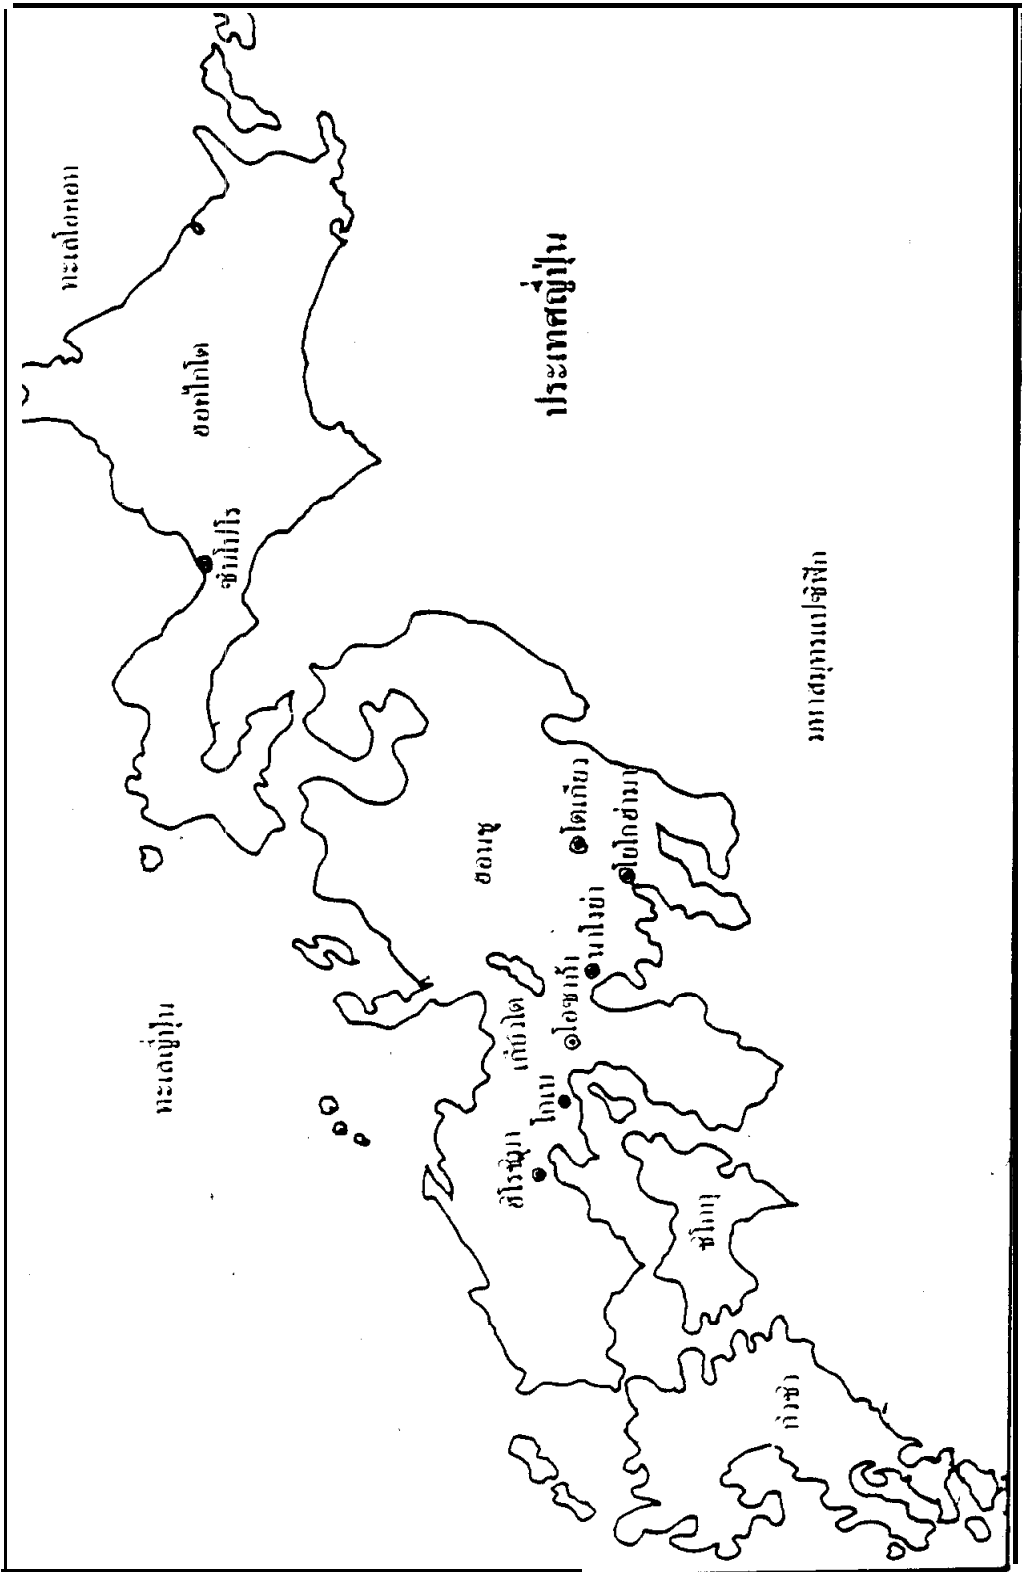 ประเทศญี่ปุ่น
ทะเลโอคอท
ฮอกไกโด
ซับโปโร
มหาสมุทรแปซิฟิก
ฮอนชู
โตเกียว
โยโกฮามา
นาโงย่า
โอซาก้า
เกียวโต
โกเบ
ฮิโรชิมา
ทะเลญี่ปุ่น
ชิโกกุ
กิวชิว